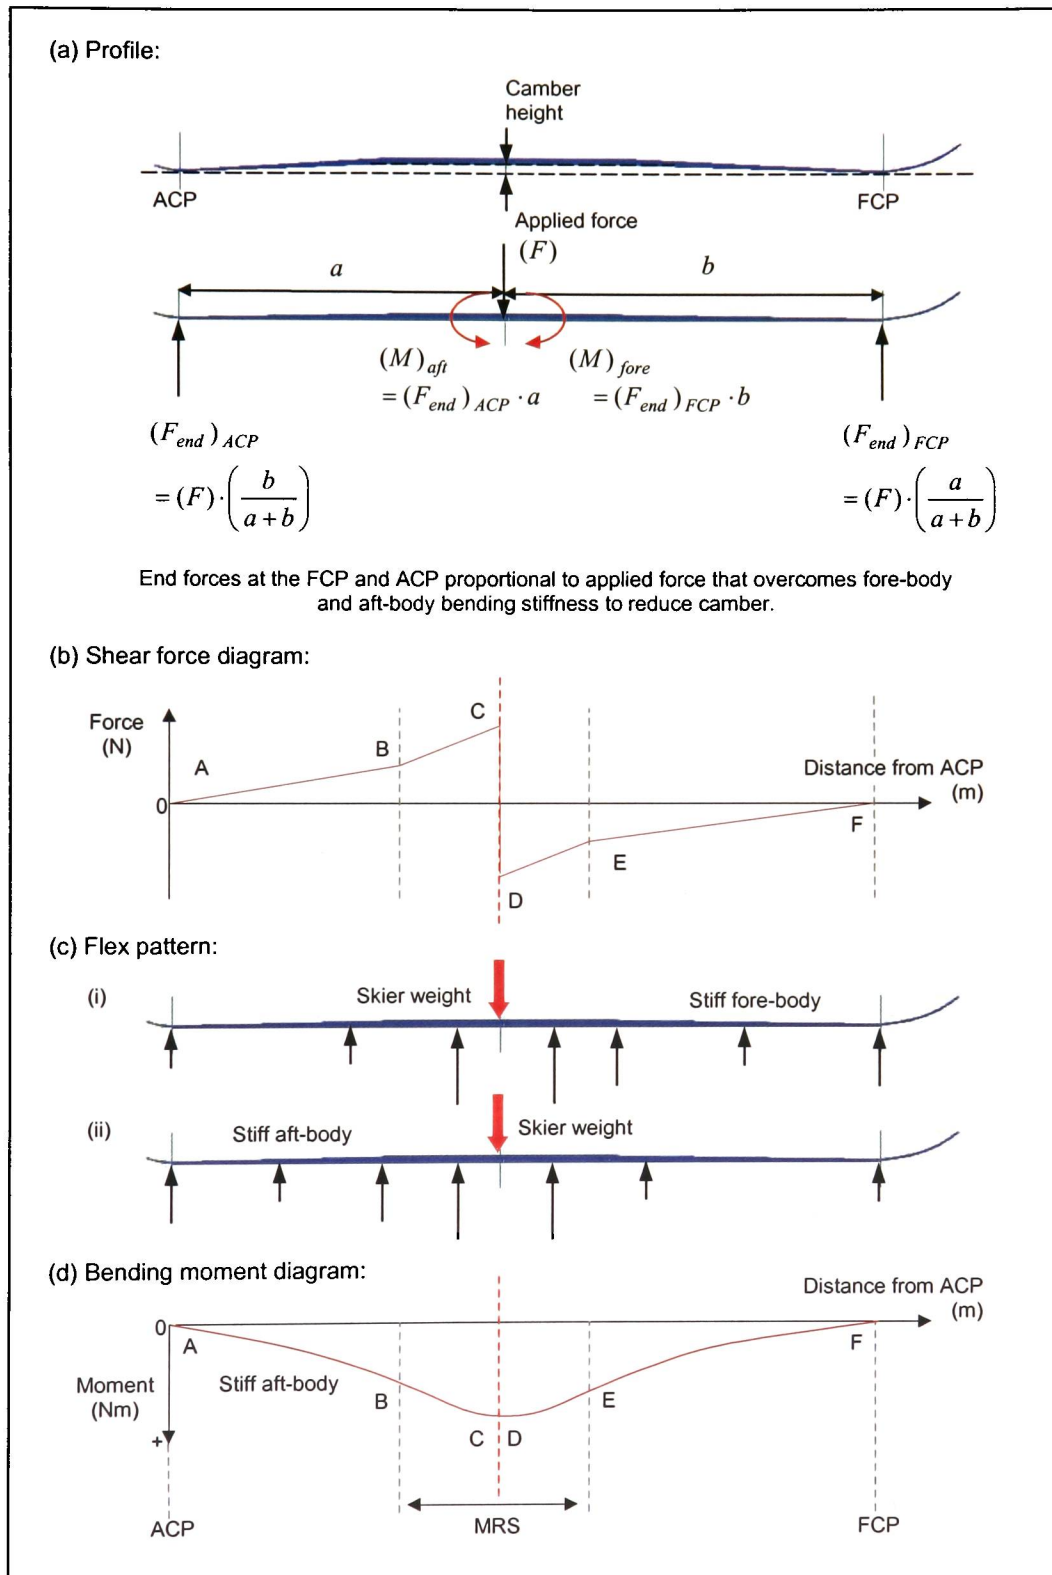 (a) Profile:
Camber
height
ACP
FCP
Applied force
(F)
a
b
(M)aft
= (Fend)ACP · a
(M)fore
= (Fend)FCP · b
(Fend)ACP
= (F)·(b/(a+b))
(Fend)FCP
= (F)·(a/(a+b))
End forces at the FCP and ACP proportional to applied force that overcomes fore-body
and aft-body bending stiffness to reduce camber.
(b) Shear force diagram:
Force
(N)
A
B
C
Distance from ACP
(m)
0
F
E
D
(c) Flex pattern:
(i)
Skier weight
Stiff fore-body
(ii)
Stiff aft-body
Skier weight
(d) Bending moment diagram:
Distance from ACP
(m)
0
A
F
Stiff aft-body
Moment
(Nm)
B
E
+
C
D
MRS
ACP
FCP